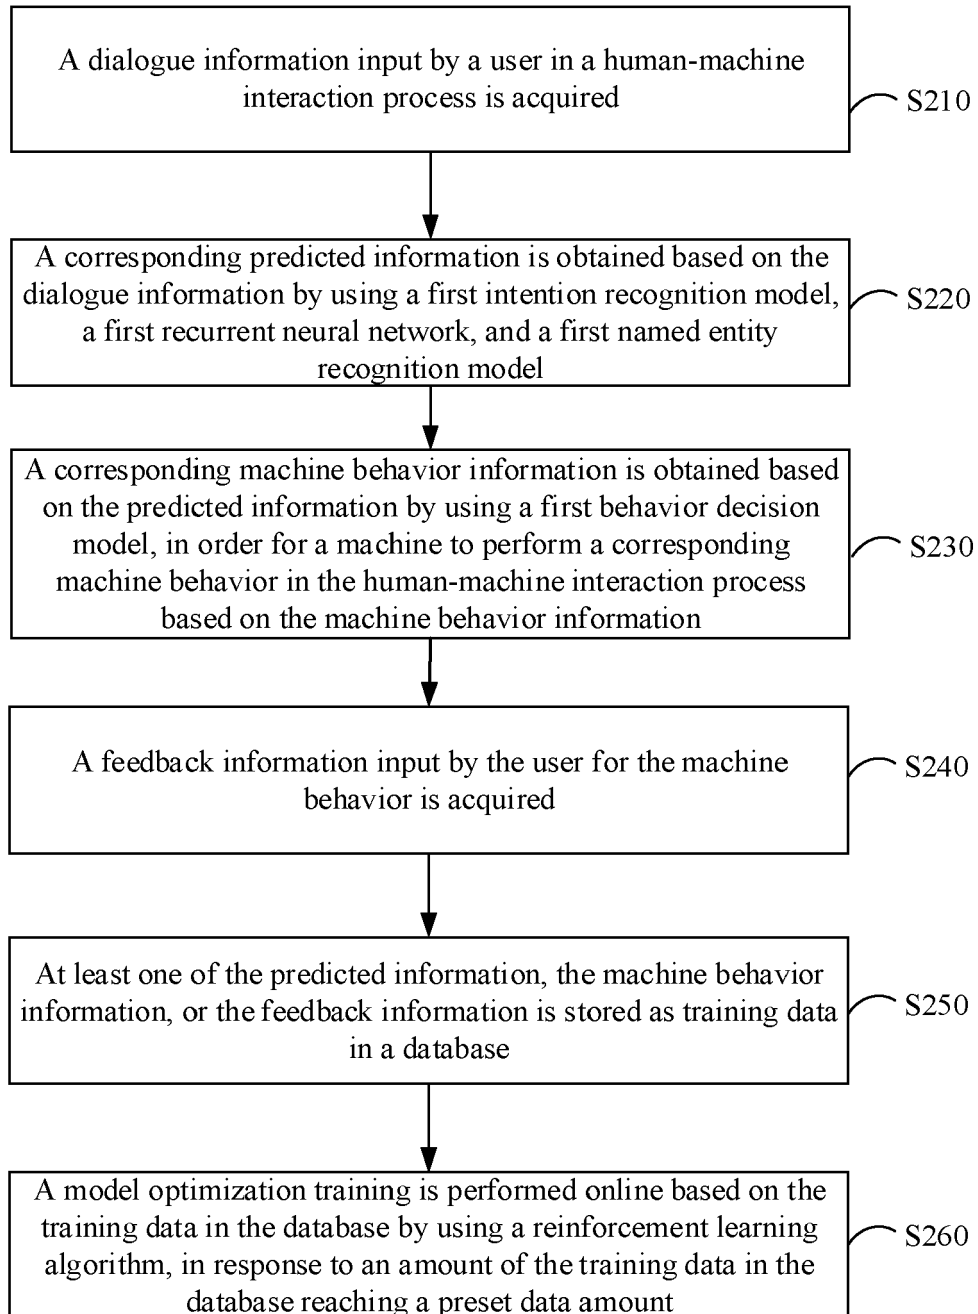 A dialogue information input by a user in a human-machine
interaction process is acquired
S210
A corresponding predicted information is obtained based on the
dialogue information by using a first intention recognition model,
a first recurrent neural network, and a first named entity
recognition model
S220
A corresponding machine behavior information is obtained based
on the predicted information by using a first behavior decision
model, in order for a machine to perform a corresponding
machine behavior in the human-machine interaction process
based on the machine behavior information
S230
A feedback information input by the user for the machine
behavior is acquired
S240
At least one of the predicted information, the machine behavior
information, or the feedback information is stored as training data
in a database
S250
A model optimization training is performed online based on the
training data in the database by using a reinforcement learning
algorithm, in response to an amount of the training data in the
database reaching a preset data amount
S260